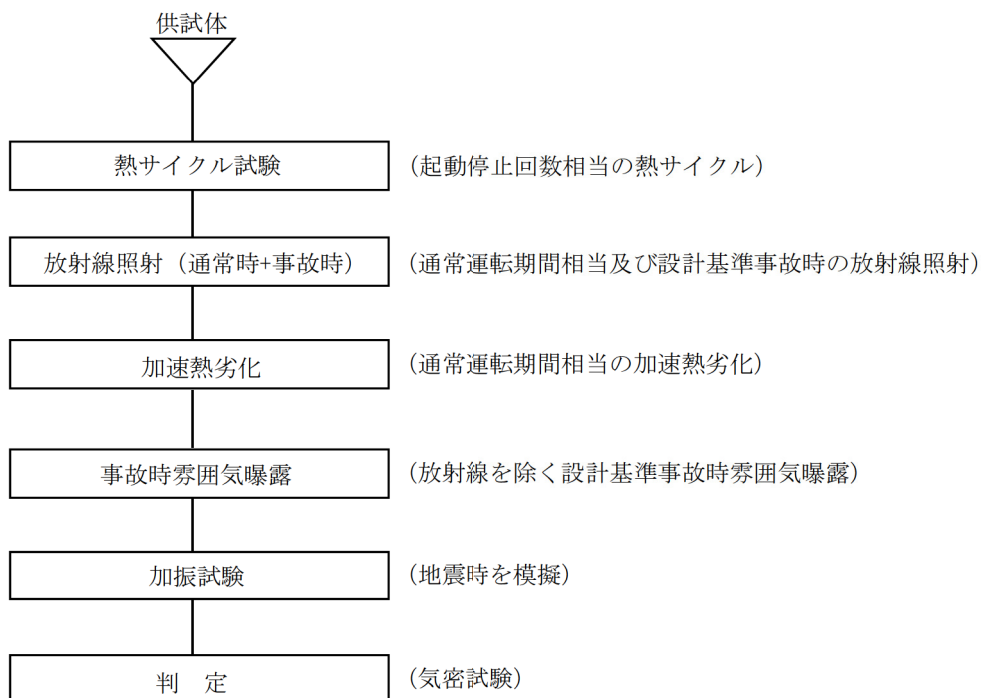 供試体
熱サイクル試験 （起動停止回数相当の熱サイクル）
放射線照射（通常時+事故時） （通常運転期間相当及び設計基準事故時の放射線照射）
加速熱劣化 （通常運転期間相当の加速熱劣化）
事故時雰囲気曝露 （放射線を除く設計基準事故時雰囲気曝露）
加振試験 （地震時を模擬）
判　定 （気密試験）